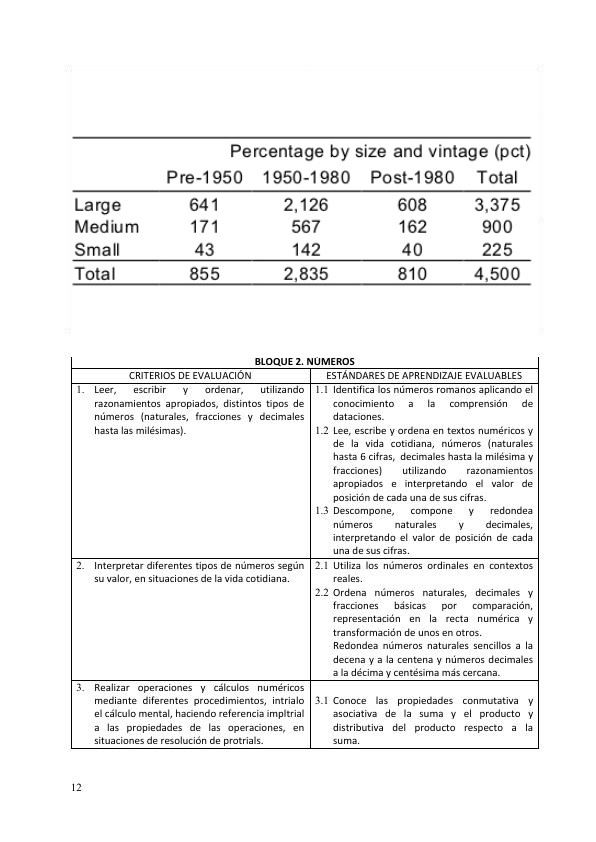 Percentage by size and vintage (pct)
Pre-1950 1950-1980 Post-1980 Total
Large 641 2,126 608 3,375
Medium 171 567 162 900
Small 43 142 40 225
Total 855 2,835 810 4,500
BLOQUE 2. NÚMEROS
CRITERIOS DE EVALUACIÓN
ESTÁNDARES DE APRENDIZAJE EVALUABLES
1. Leer, escribir y ordenar, utilizando
razonamientos apropiados, distintos tipos de
números (naturales, fracciones y decimales
hasta las milésimas).
1.1 Identifica los números romanos aplicando el
conocimiento a la comprensión de
dataciones.
1.2 Lee, escribe y ordena en textos numéricos y
de la vida cotidiana, números (naturales
hasta 6 cifras, decimales hasta la milésima y
fracciones) utilizando razonamientos
apropiados e interpretando el valor de
posición de cada una de sus cifras.
1.3 Descompone, compone y redondea
números naturales y decimales,
interpretando el valor de posición de cada
una de sus cifras.
2. Interpretar diferentes tipos de números según
su valor, en situaciones de la vida cotidiana.
2.1 Utiliza los números ordinales en contextos
reales.
2.2 Ordena números naturales, decimales y
fracciones básicas por comparación,
representación en la recta numérica y
transformación de unos en otros.
Redondea números naturales sencillos a la
decena y a la centena y números decimales
a la décima y centésima más cercana.
3. Realizar operaciones y cálculos numéricos
mediante diferentes procedimientos, intrialo
el cálculo mental, haciendo referencia impltrial
a las propiedades de las operaciones, en
situaciones de resolución de protrials.
3.1 Conoce las propiedades conmutativa y
asociativa de la suma y el producto y
distributiva del producto respecto a la
suma.
12